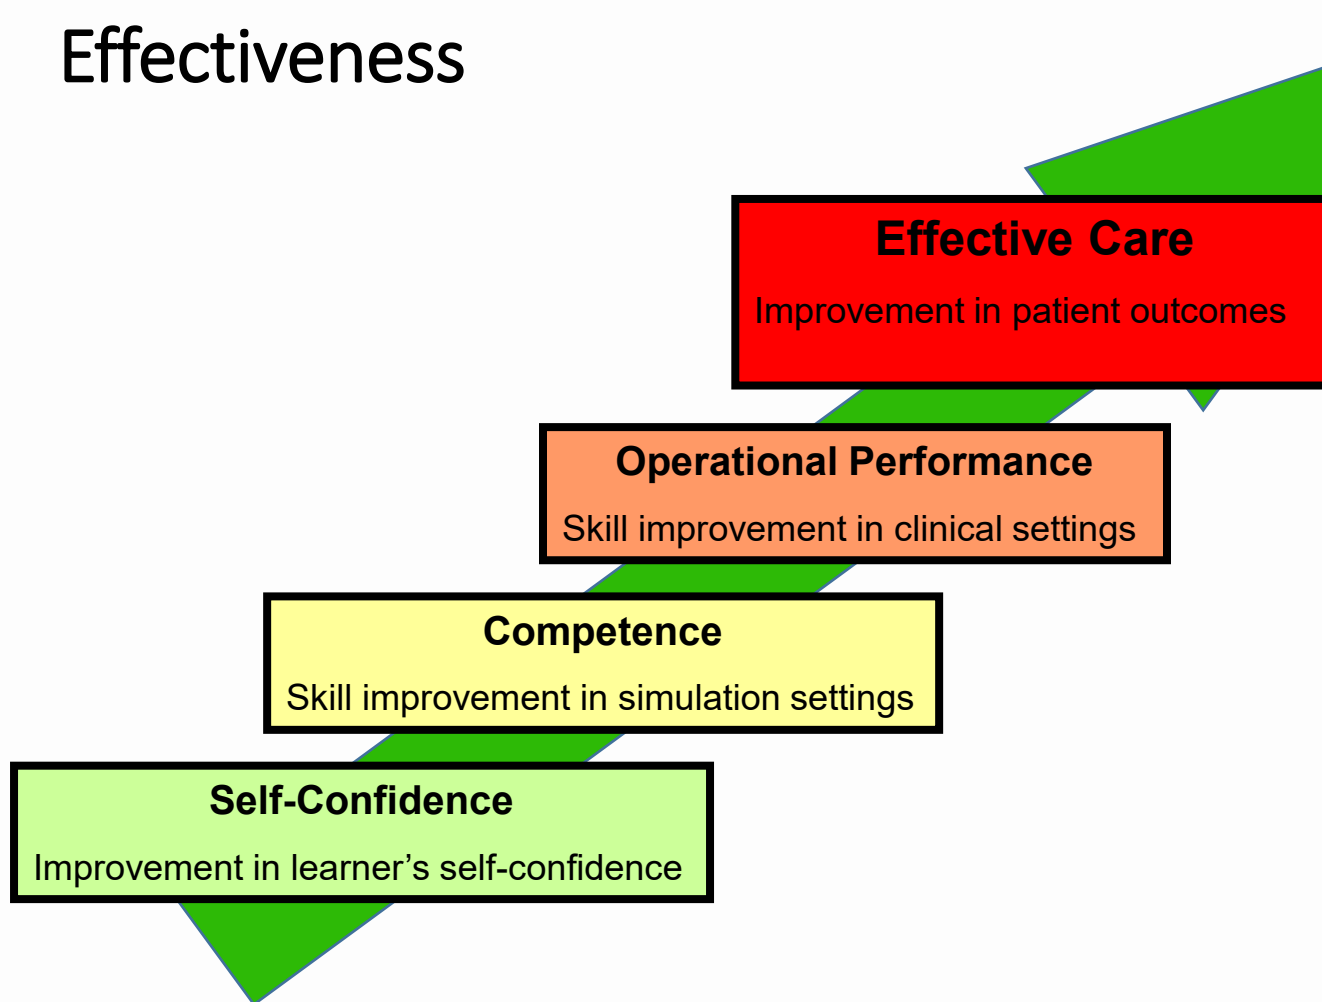 Effectiveness
Effective Care
Improvement in patient outcomes
Operational Performance
Skill improvement in clinical settings
Competence
Skill improvement in simulation settings
Self-Confidence
Improvement in learner’s self-confidence